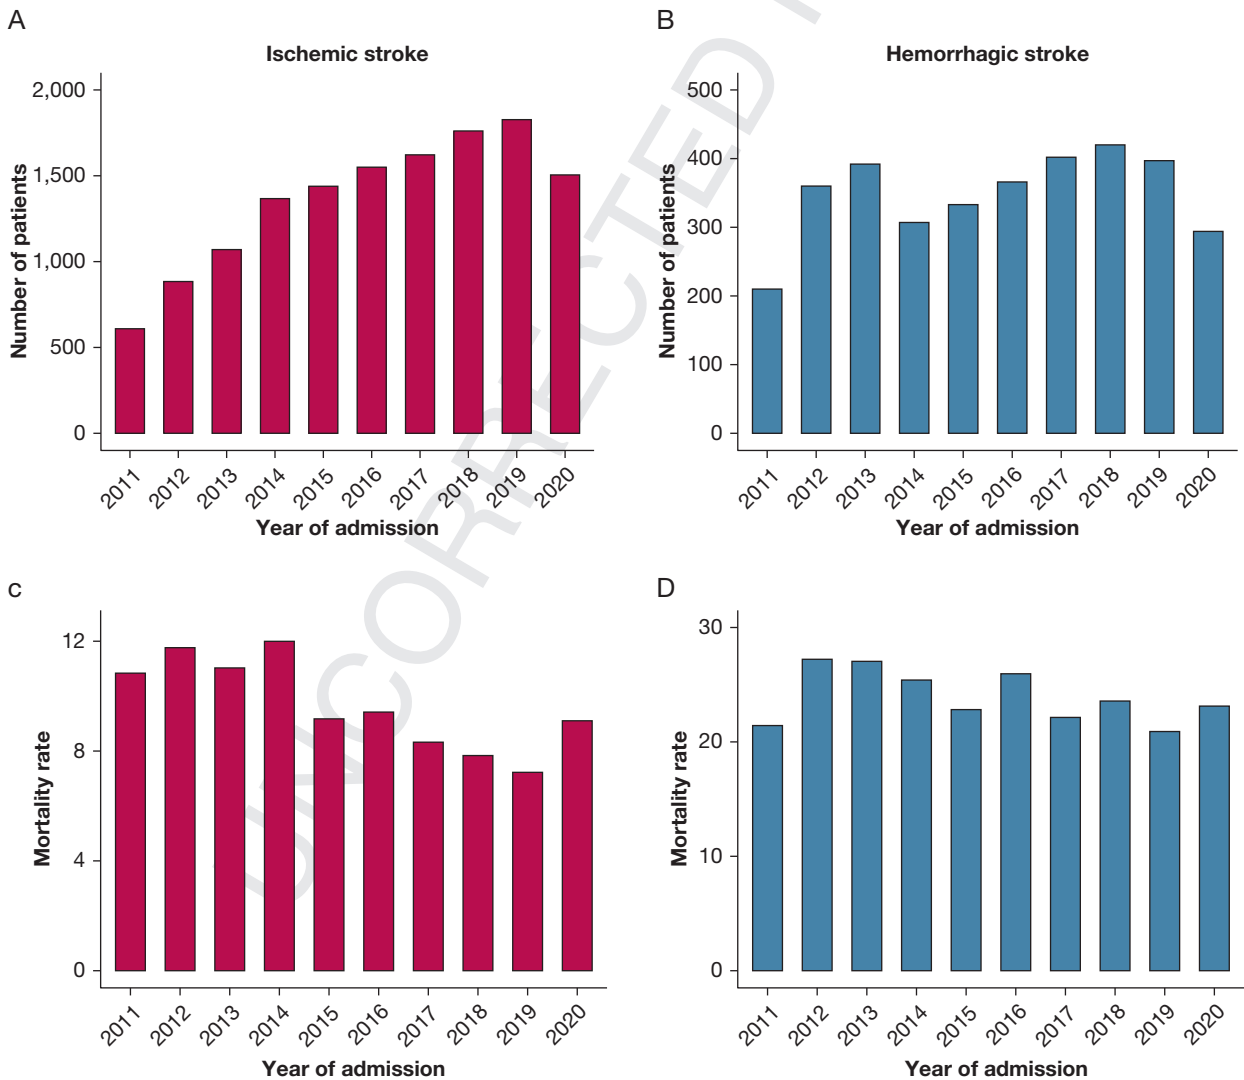 A
Ischemic stroke
2,000
1,500
1,000
500
0
Number of patients
2011 2012 2013 2014 2015 2016 2017 2018 2019 2020
Year of admission
B
Hemorrhagic stroke
500
400
300
200
100
0
Number of patients
2011 2012 2013 2014 2015 2016 2017 2018 2019 2020
Year of admission
c
12
8
4
0
Mortality rate
2011 2012 2013 2014 2015 2016 2017 2018 2019 2020
Year of admission
D
30
20
10
0
Mortality rate
2011 2012 2013 2014 2015 2016 2017 2018 2019 2020
Year of admission
UNCORRECTED